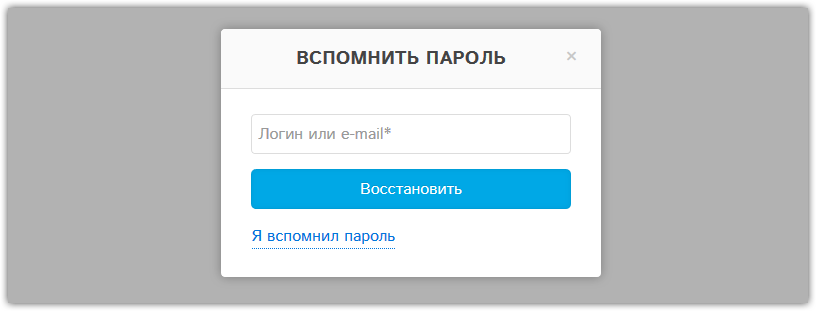 ВСПОМНИТЬ ПАРОЛЬ ×
Логин или e-mail*
Восстановить
Я вспомнил пароль